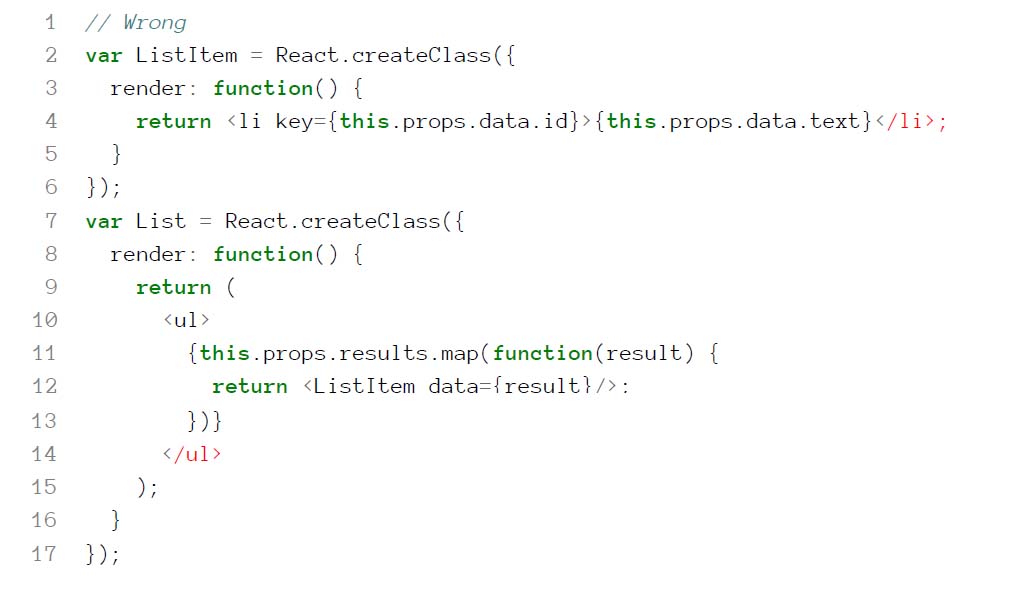 1 // Wrong
2 var ListItem = React.createClass({
3   render: function() {
4     return <li key={this.props.data.id}>{this.props.data.text}</li>;
5   }
6 });
7 var List = React.createClass({
8   render: function() {
9     return (
10       <ul>
11         {this.props.results.map(function(result) {
12           return <ListItem data={result}/>:
13         })}
14       </ul>
15     );
16   }
17 });